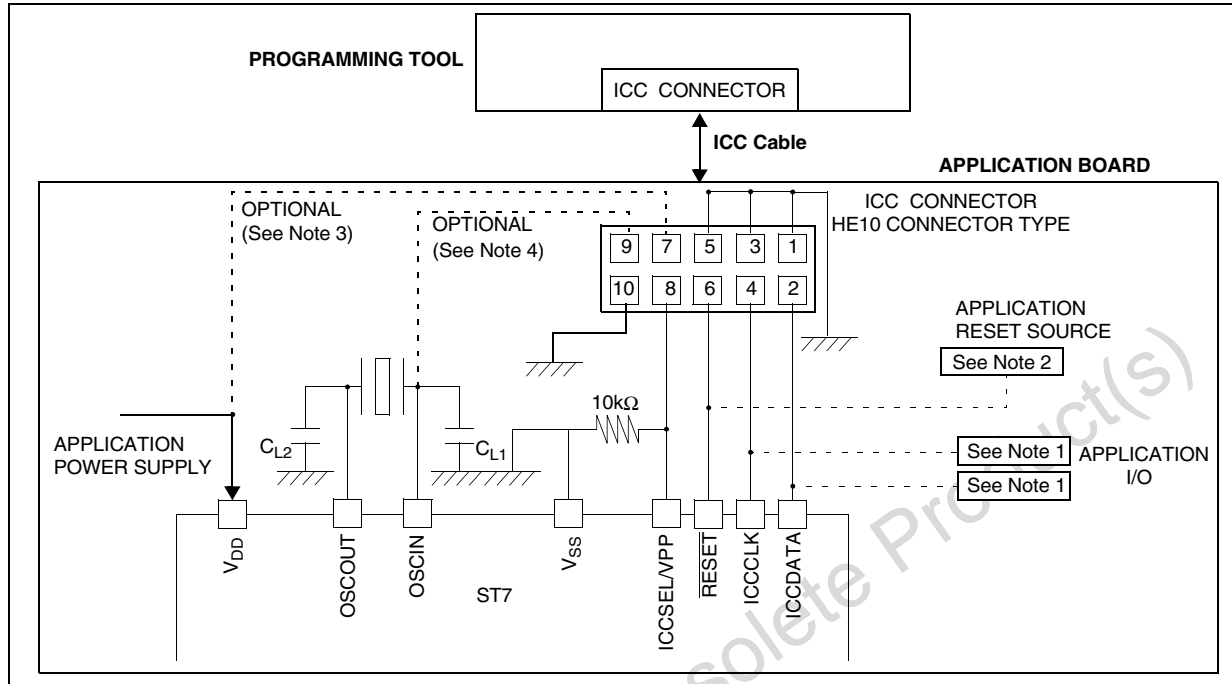 PROGRAMMING TOOL
ICC CONNECTOR
ICC Cable
APPLICATION BOARD
OPTIONAL
(See Note 3)
OPTIONAL
(See Note 4)
ICC CONNECTOR
HE10 CONNECTOR TYPE
9 7 5 3 1
10 8 6 4 2
APPLICATION
RESET SOURCE
See Note 2
10kΩ
APPLICATION
POWER SUPPLY
CL2
CL1
See Note 1
See Note 1
APPLICATION
I/O
VDD
OSCOUT
OSCIN
VSS
ICCSEL/VPP
RESET
ICCCLK
ICCDATA
ST7
solete Product(s)